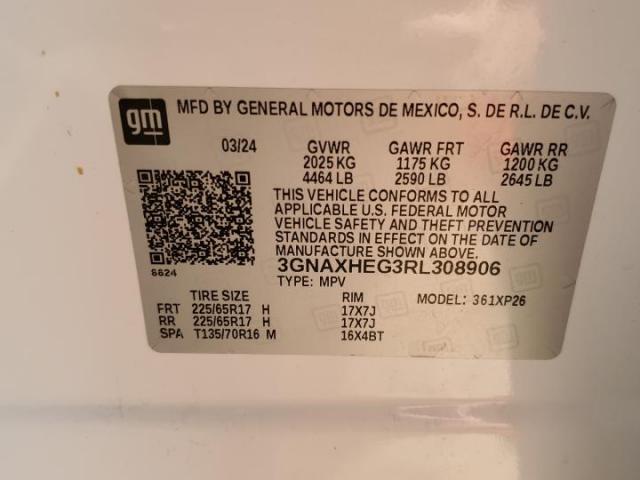 gm
MFD BY GENERAL MOTORS DE MEXICO, S. DE R.L. DE C.V.
03/24 GVWR GAWR FRT GAWR RR
2025 KG 1175 KG 1200 KG
4464 LB 2590 LB 2645 LB
THIS VEHICLE CONFORMS TO ALL
APPLICABLE U.S. FEDERAL MOTOR
VEHICLE SAFETY AND THEFT PREVENTION
STANDARDS IN EFFECT ON THE DATE OF
MANUFACTURE SHOWN ABOVE.
3GNAXHEG3RL308906
8624
TYPE: MPV
TIRE SIZE RIM MODEL: 361XP26
FRT 225/65R17 H 17X7J
RR 225/65R17 H 17X7J
SPA T135/70R16 M 16X4BT